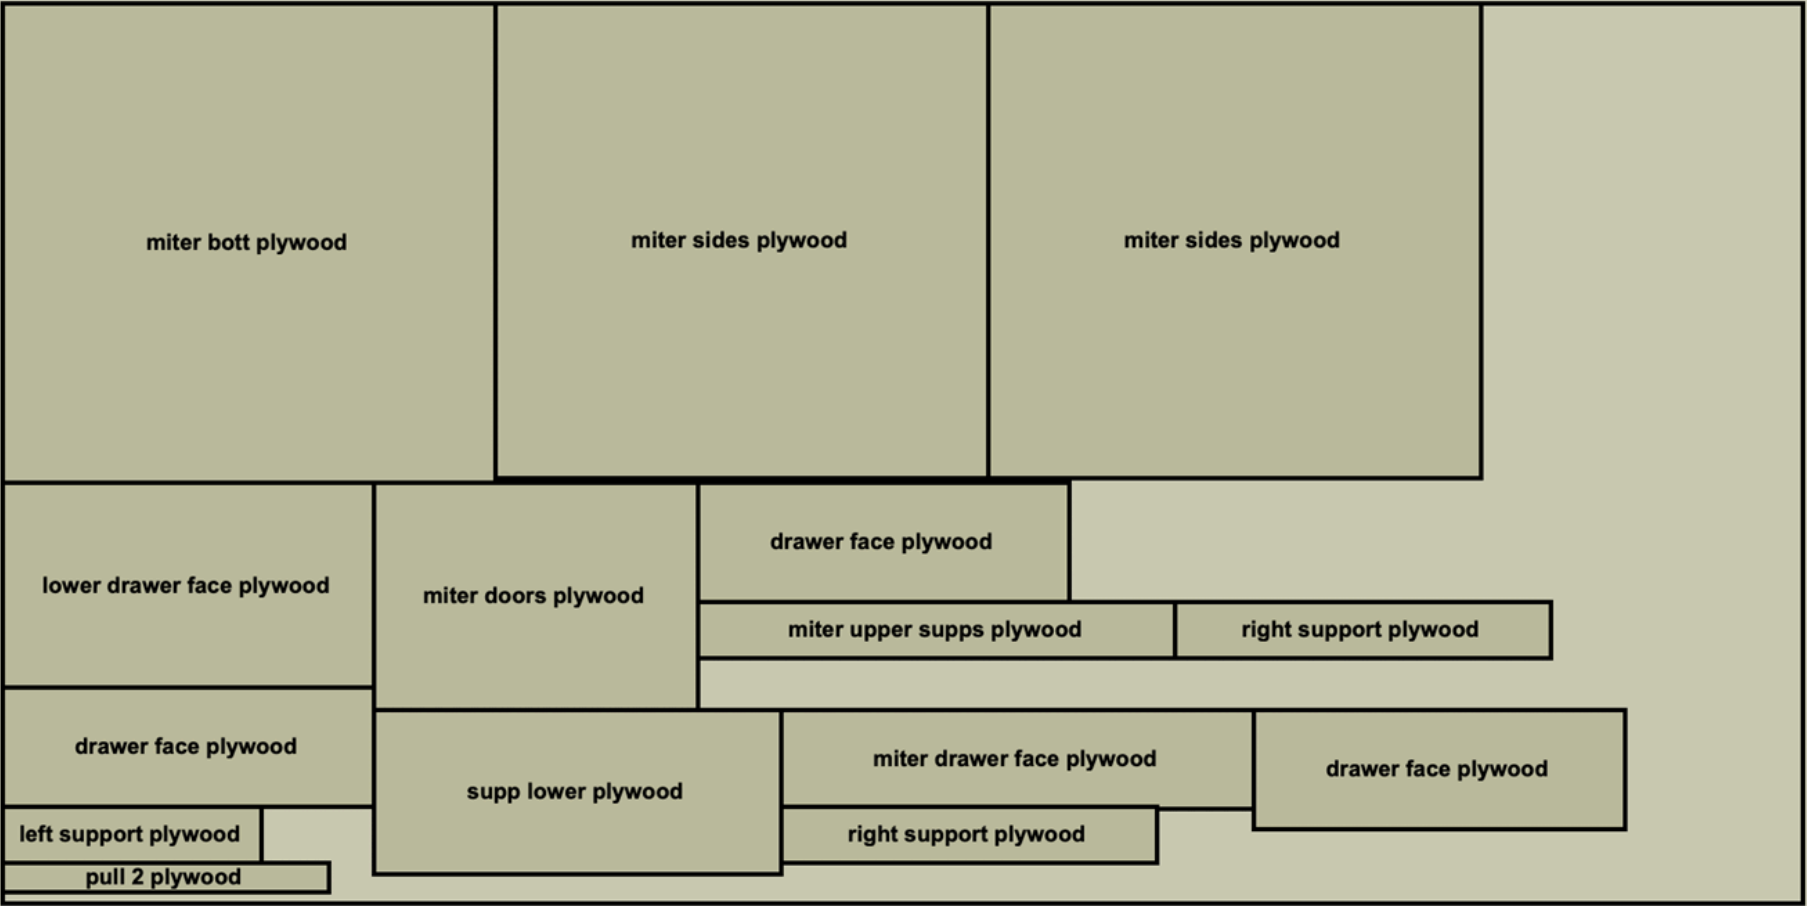 miter bott plywood
miter sides plywood
miter sides plywood
lower drawer face plywood
miter doors plywood
drawer face plywood
miter upper supps plywood
right support plywood
drawer face plywood
supp lower plywood
miter drawer face plywood
drawer face plywood
left support plywood
right support plywood
pull 2 plywood